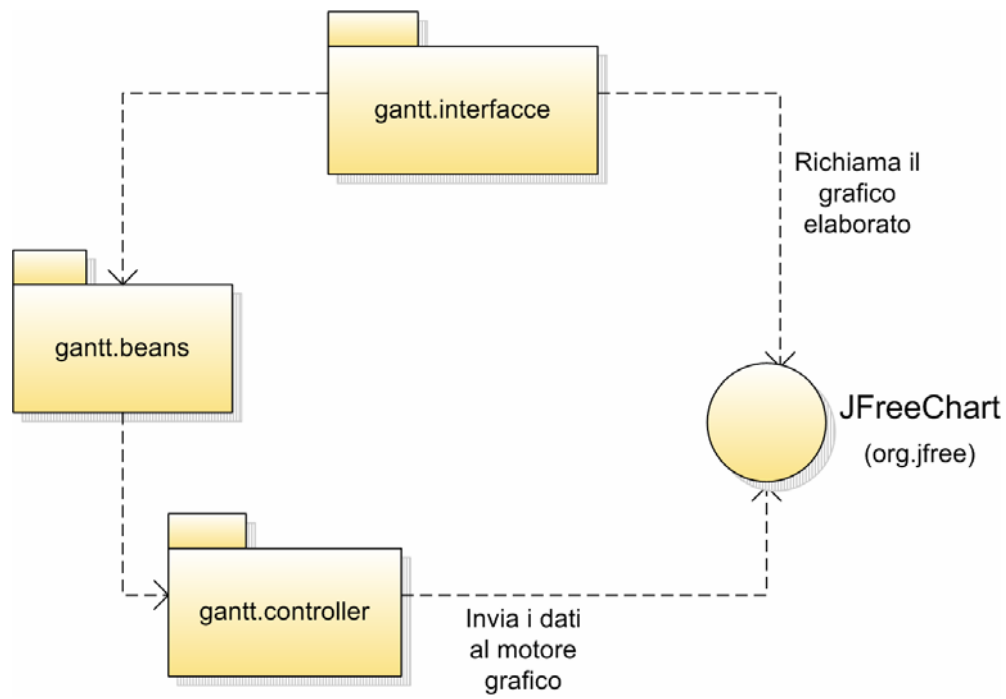 gantt.interfacce
Richiama il
grafico
elaborato
gantt.beans
JFreeChart
(org.jfree)
gantt.controller
Invia i dati
al motore
grafico